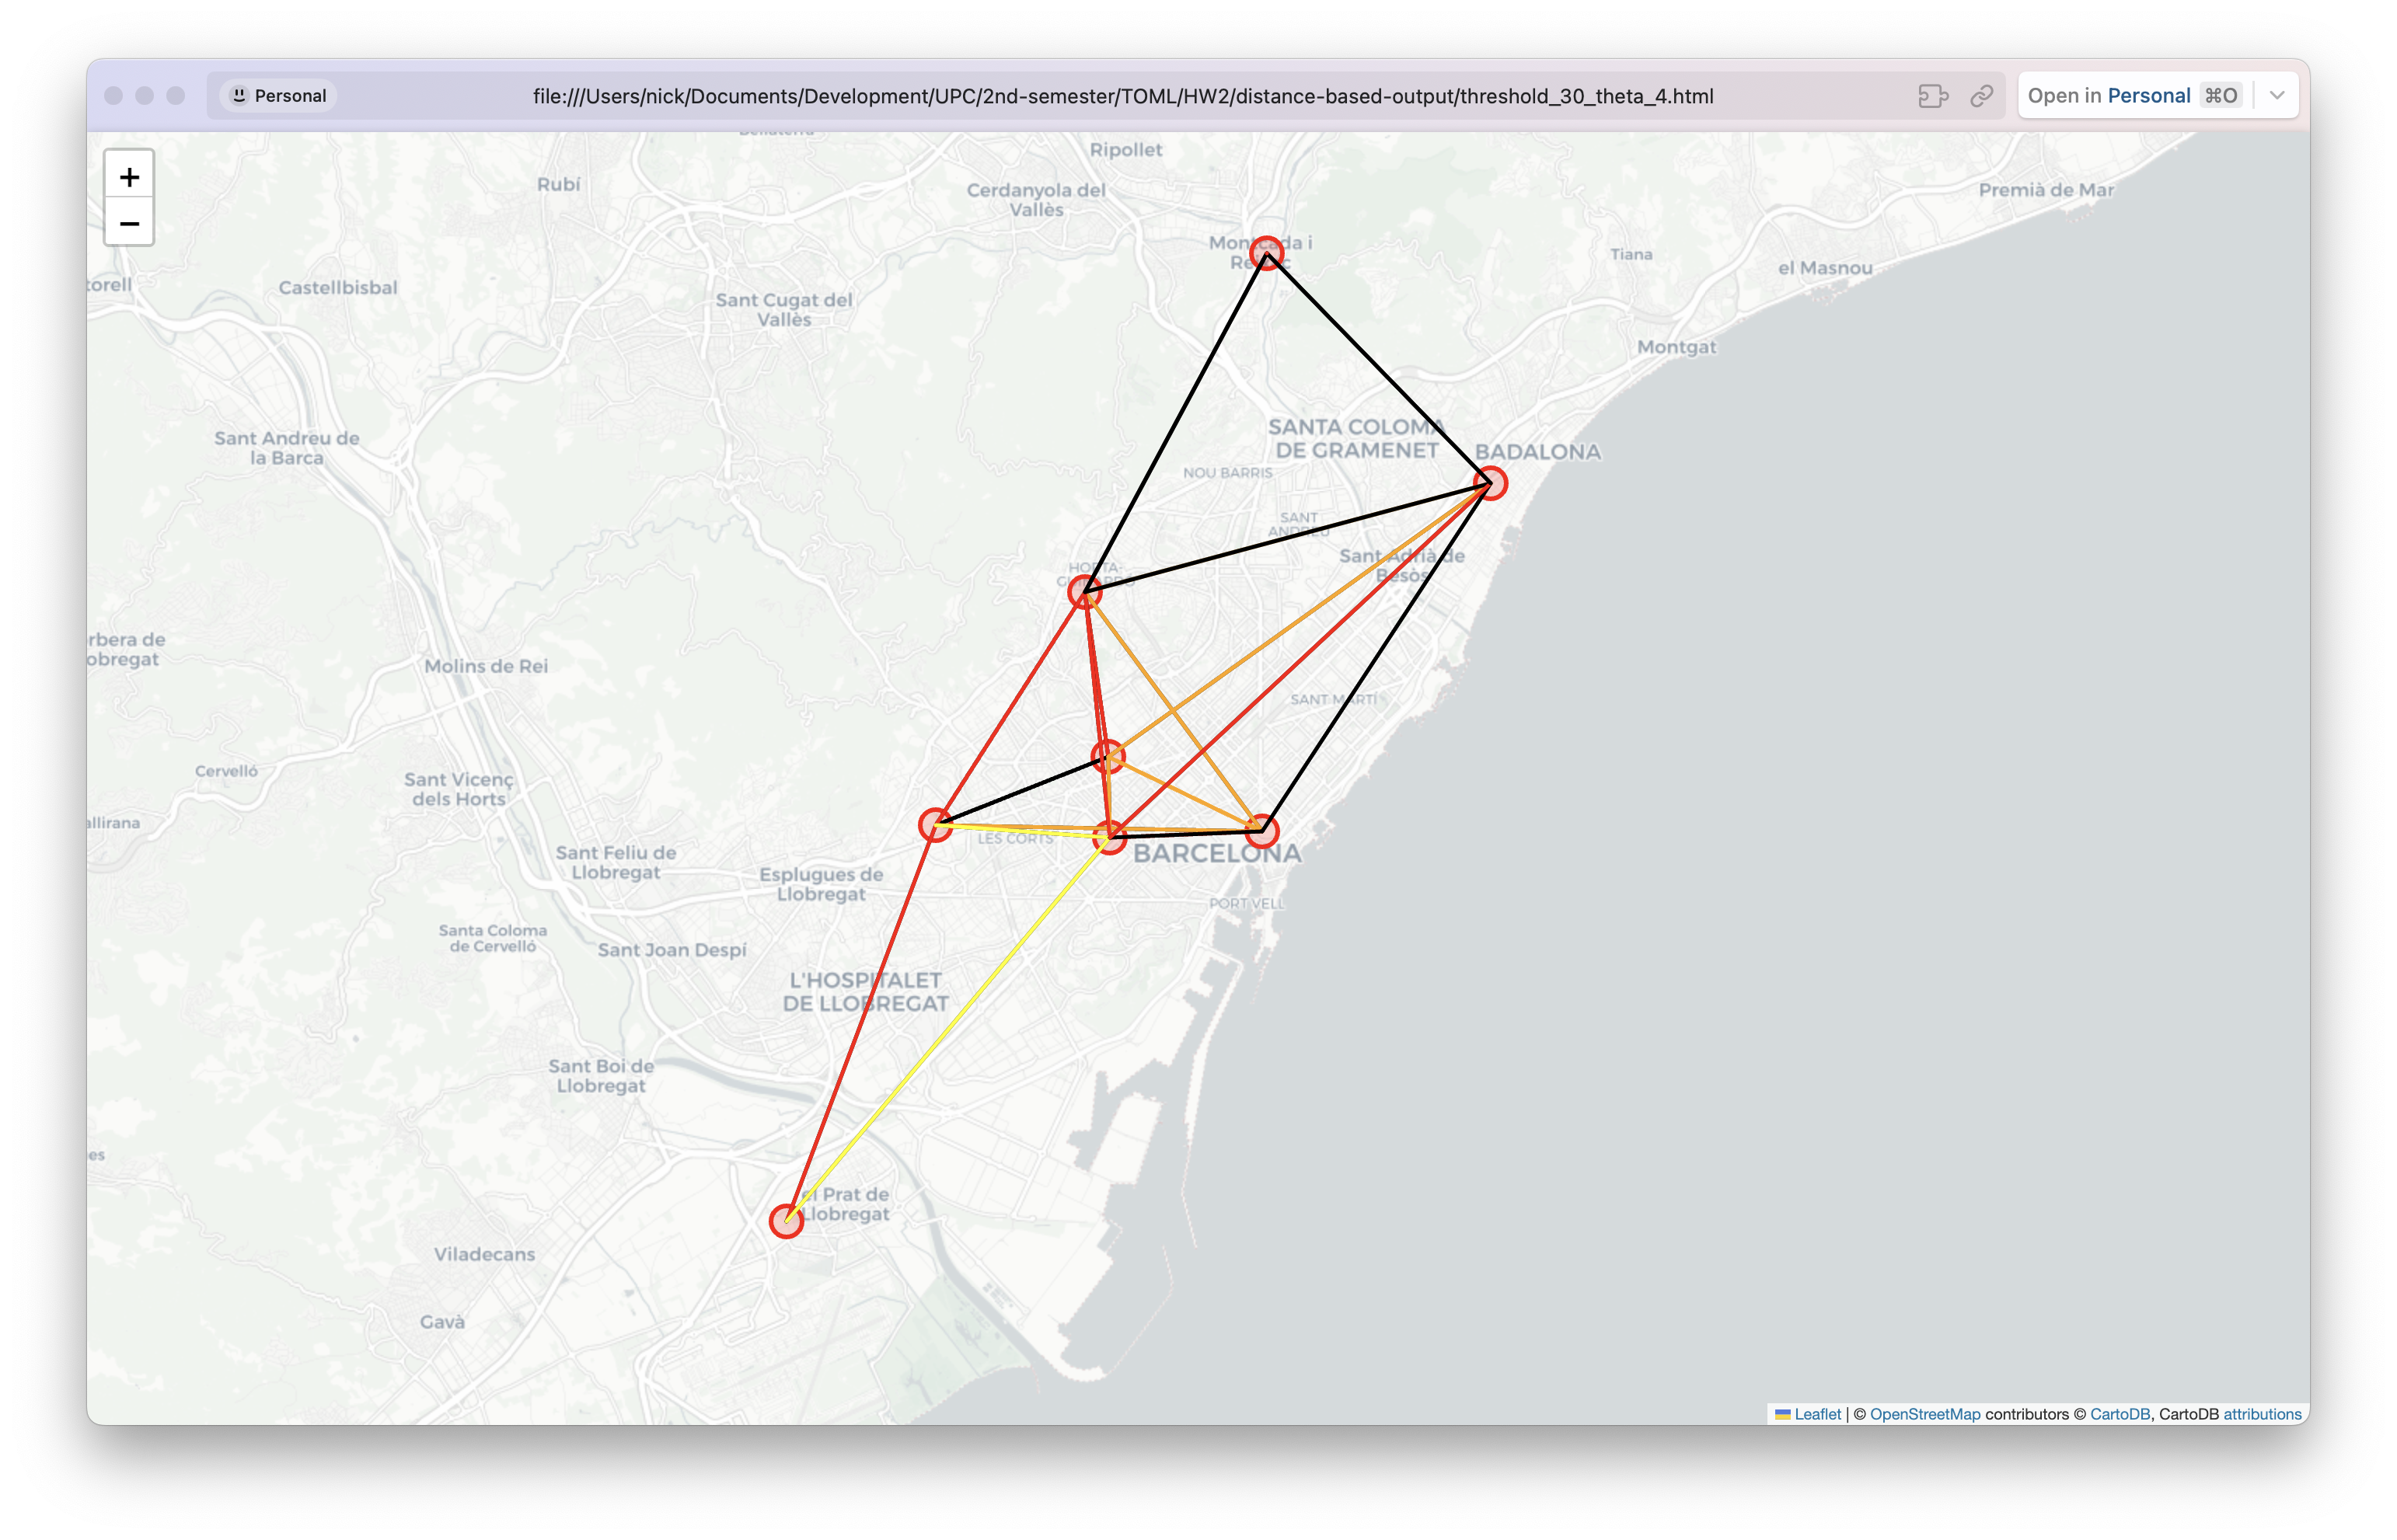 Personal
file:///Users/nick/Documents/Development/UPC/2nd-semester/TOML/HW2/distance-based-output/threshold_30_theta_4.html
Open in Personal ⌘O
+
−
Ripollet
Rubí
Cerdanyola del
Vallès
Premià de Mar
Montcada i
Tiana
el Masnou
torell
Castellbisbal
Sant Cugat del
Vallès
Montgat
SANTA COLOMA
DE GRAMENET
BADALONA
Sant Andreu de
la Barca
NOU BARRIS
SANT
ANDREU
Sant Adrià de
Besòs
HORTA-
rbera de
obregat
Molins de Rei
SANT MARTÍ
Cervelló
Sant Vicenç
dels Horts
allirana
LES CORTS
BARCELONA
Sant Feliu de
Llobregat
Esplugues de
Llobregat
PORT VELL
Santa Coloma
de Cervelló
Sant Joan Despí
L'HOSPITALET
DE LLOBREGAT
Sant Boi de
Llobregat
es
el Prat de
Llobregat
Viladecans
Gavà
Leaflet | © OpenStreetMap contributors © CartoDB, CartoDB attributions